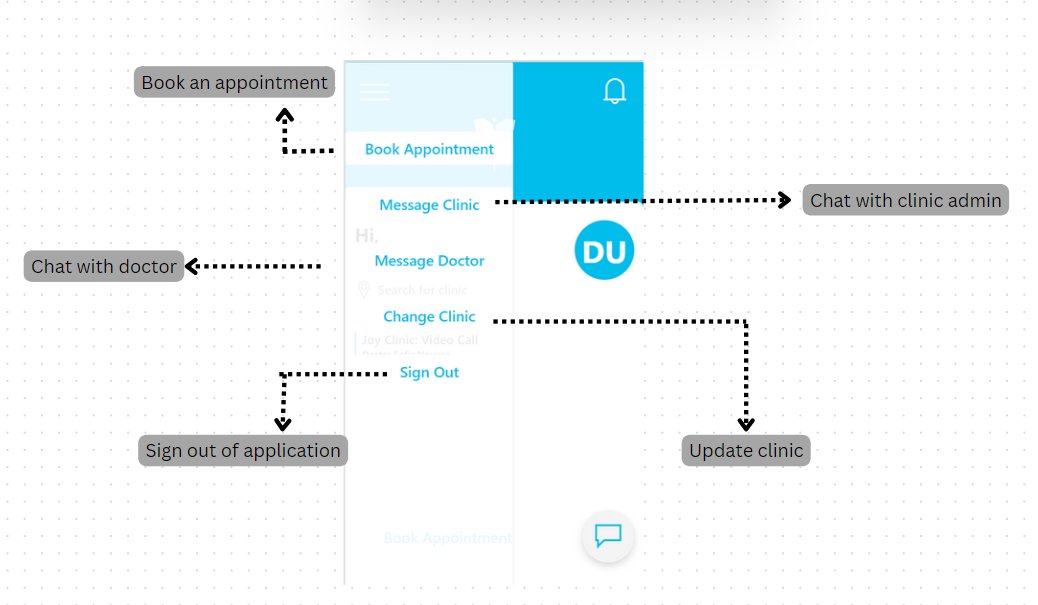 Book an appointment
Book Appointment
Message Clinic
Chat with clinic admin
Hi,
DU
Message Doctor
Chat with doctor
Search for clinic
Change Clinic
Joy Clinic: Video Call
Sign Out
Sign out of application
Update clinic
Book Appointment